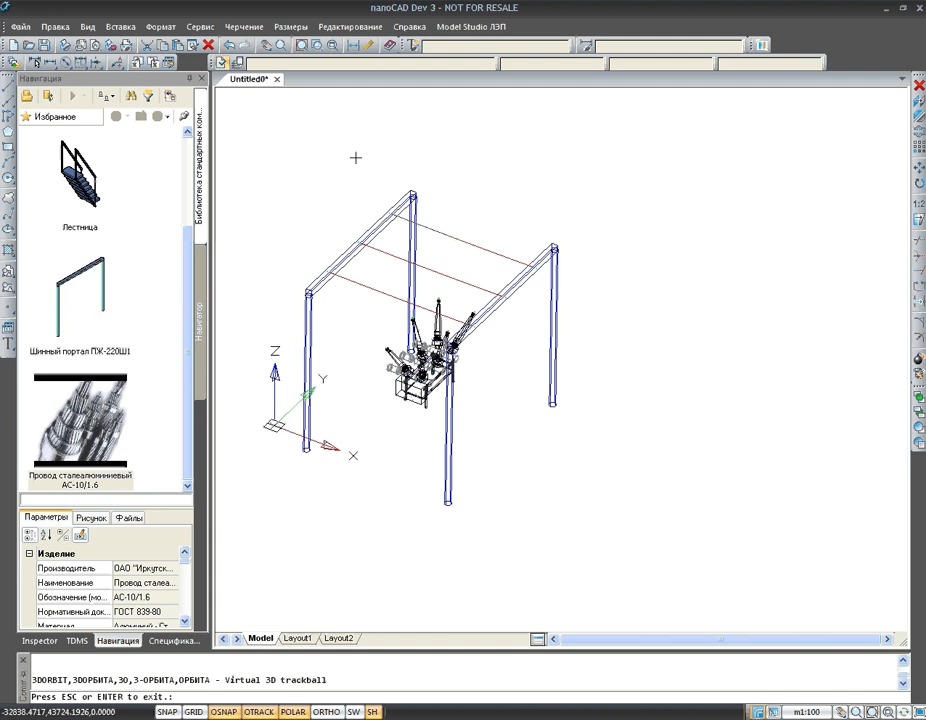 nanoCAD Dev 3 - NOT FOR RESALE
Файл Правка Вид Вставка Формат Сервис Черчение Размеры Редактирование Справка Model Studio ЛЭП
Навигация
Untitled0*
Избранное
Лестница
Шинный портал ПЖ-220Ш1
Провод сталеалюминиевый
АС-10/1.6
Библиотека стандартных ком...
Навигатор
Параметры Рисунок Файлы
Изделие
Производитель ОАО "Иркутск...
Наименование Провод сталеа...
Обозначение (мо... АС-10/1.6
Нормативный док... ГОСТ 839-80
Inspector TDMS Навигация Специфика...
Z
Y
X
1:2
Model Layout1 Layout2
3DORBIT,3DОРБИТА,3О,3-ОРБИТА,ОРБИТА - Virtual 3D trackball
Press ESC or ENTER to exit.:
-32838.4717,43724.1926,0.0000 SNAP GRID OSNAP OTRACK POLAR ORTHO SW SH m1:100